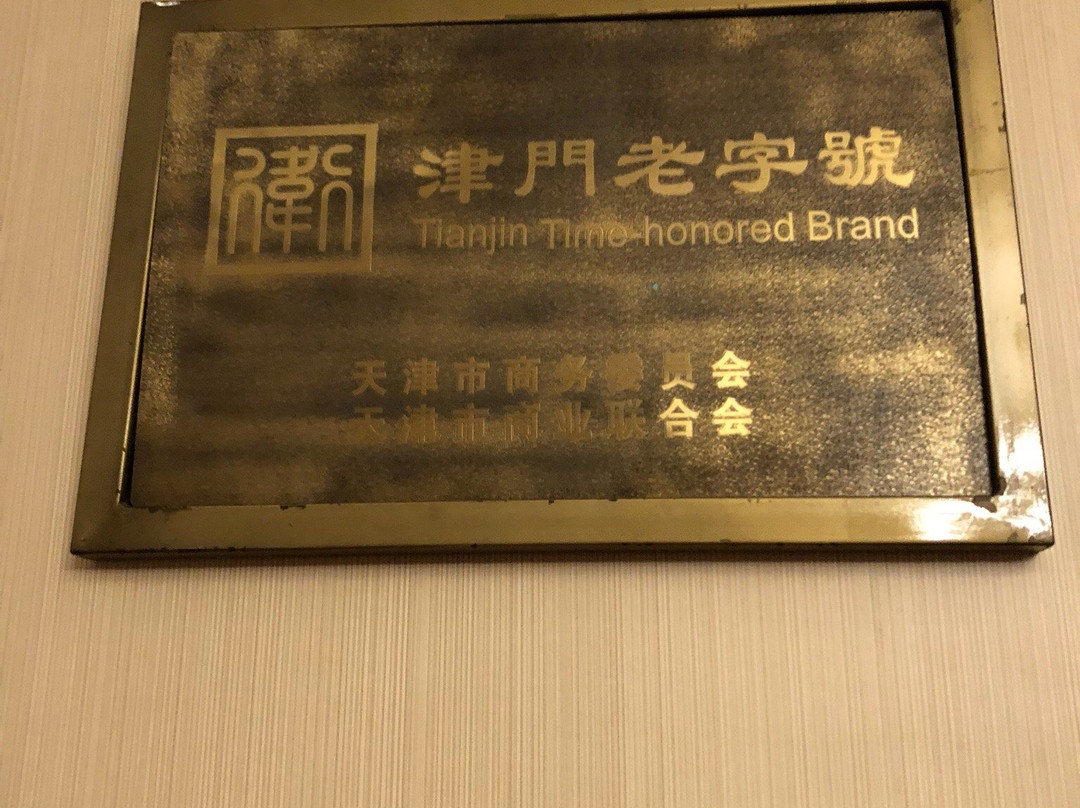 衛
津門老字號
Tianjin Time-honored Brand
天津市商务委员会
天津市商业联合会